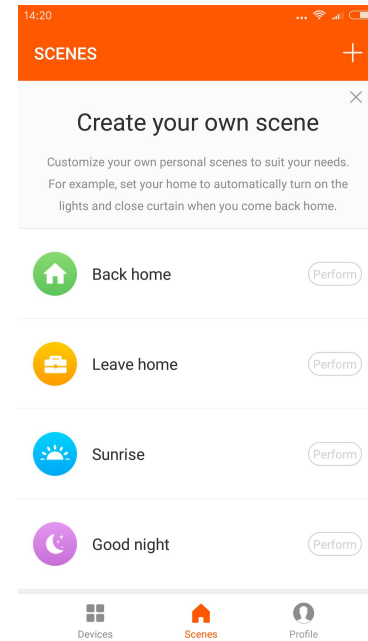 14:20
SCENES
Create your own scene
Customize your own personal scenes to suit your needs.
For example, set your home to automatically turn on the
lights and close curtain when you come back home.
Back home
Perform
Leave home
Perform
Sunrise
Perform
Good night
Perform
Devices
Scenes
Profile